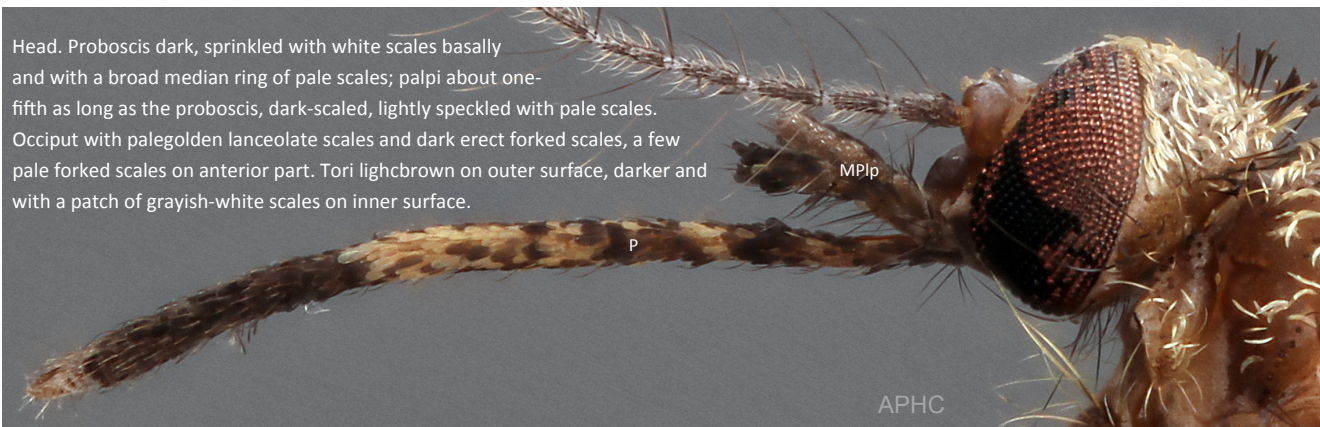 Head. Proboscis dark, sprinkled with white scales basally
and with a broad median ring of pale scales; palpi about one-
fifth as long as the proboscis, dark-scaled, lightly speckled with pale scales.
Occiput with palegolden lanceolate scales and dark erect forked scales, a few
pale forked scales on anterior part. Tori lighcbrown on outer surface, darker and
with a patch of grayish-white scales on inner surface.
MPlp
P
APHC